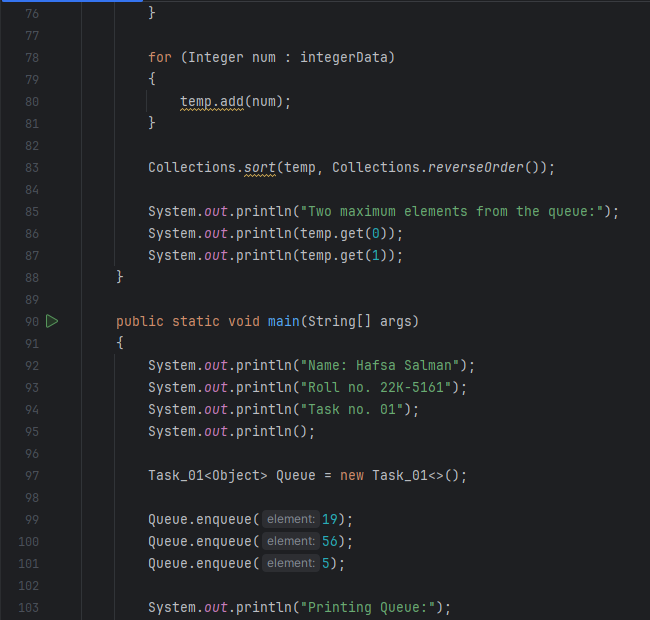 76 }
77
78 for (Integer num : integerData)
79 {
80 temp.add(num);
81 }
82
83 Collections.sort(temp, Collections.reverseOrder());
84
85 System.out.println("Two maximum elements from the queue:");
86 System.out.println(temp.get(0));
87 System.out.println(temp.get(1));
88 }
89
90 public static void main(String[] args)
91 {
92 System.out.println("Name: Hafsa Salman");
93 System.out.println("Roll no. 22K-5161");
94 System.out.println("Task no. 01");
95 System.out.println();
96
97 Task_01<Object> Queue = new Task_01<>();
98
99 Queue.enqueue( element: 19);
100 Queue.enqueue( element: 56);
101 Queue.enqueue( element: 5);
102
103 System.out.println("Printing Queue:");